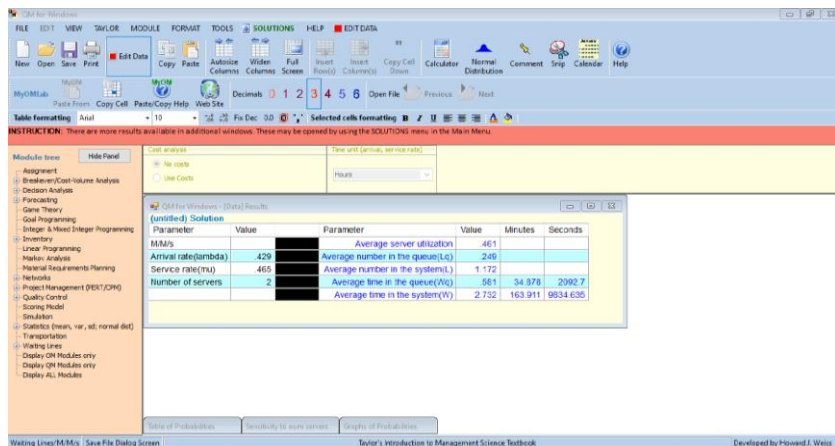 QM for Windows
FILE EDIT VIEW TAYLOR MODULE FORMAT TOOLS SOLUTIONS HELP EDIT DATA
New Open Save Print Edit Data Copy Paste Autosize Columns Widen Columns Full Screen Insert Row(s) Insert Column(s) Copy Cell Down Calculator Normal Distribution Comment Snip Calendar Help
MyOMLab Paste From Copy Cell Paste/Copy Help Web Site Decimals 0 1 2 3 4 5 6 Open File Previous Next
Table formatting Arial 10 Fix Dec 0.0 Selected cells formatting B I U
INSTRUCTION: There are more results available in additional windows. These may be opened by using the SOLUTIONS menu in the Main Menu.
Module tree Hide Panel
Assignment
Breakeven/Cost-Volume Analysis
Decision Analysis
Forecasting
Game Theory
Goal Programming
Integer & Mixed Integer Programming
Inventory
Linear Programming
Markov Analysis
Material Requirements Planning
Networks
Project Management (PERT/CPM)
Quality Control
Scoring Model
Simulation
Statistics (mean, var, sd; normal dist)
Transportation
Waiting Lines
Display OM Modules only
Display QM Modules only
Display ALL Modules
Cost analysis
No costs
Use Costs
Time unit (arrival, service rate)
Hours
QM for Windows - [Data] Results
(untitled) Solution
Parameter Value Parameter Value Minutes Seconds
M/M/s Average server utilization .461
Arrival rate(lambda) .429 Average number in the queue(Lq) .249
Service rate(mu) .465 Average number in the system(L) 1.172
Number of servers 2 Average time in the queue(Wq) .581 34.878 2092.7
Average time in the system(W) 2.732 163.911 9834.635
Table of Probabilities Sensitivity to more servers Graphs of Probabilities
Waiting Lines/M/M/s Save File Dialog Screen Taylor's Introduction to Management Science Textbook Developed by Howard J. Weiss